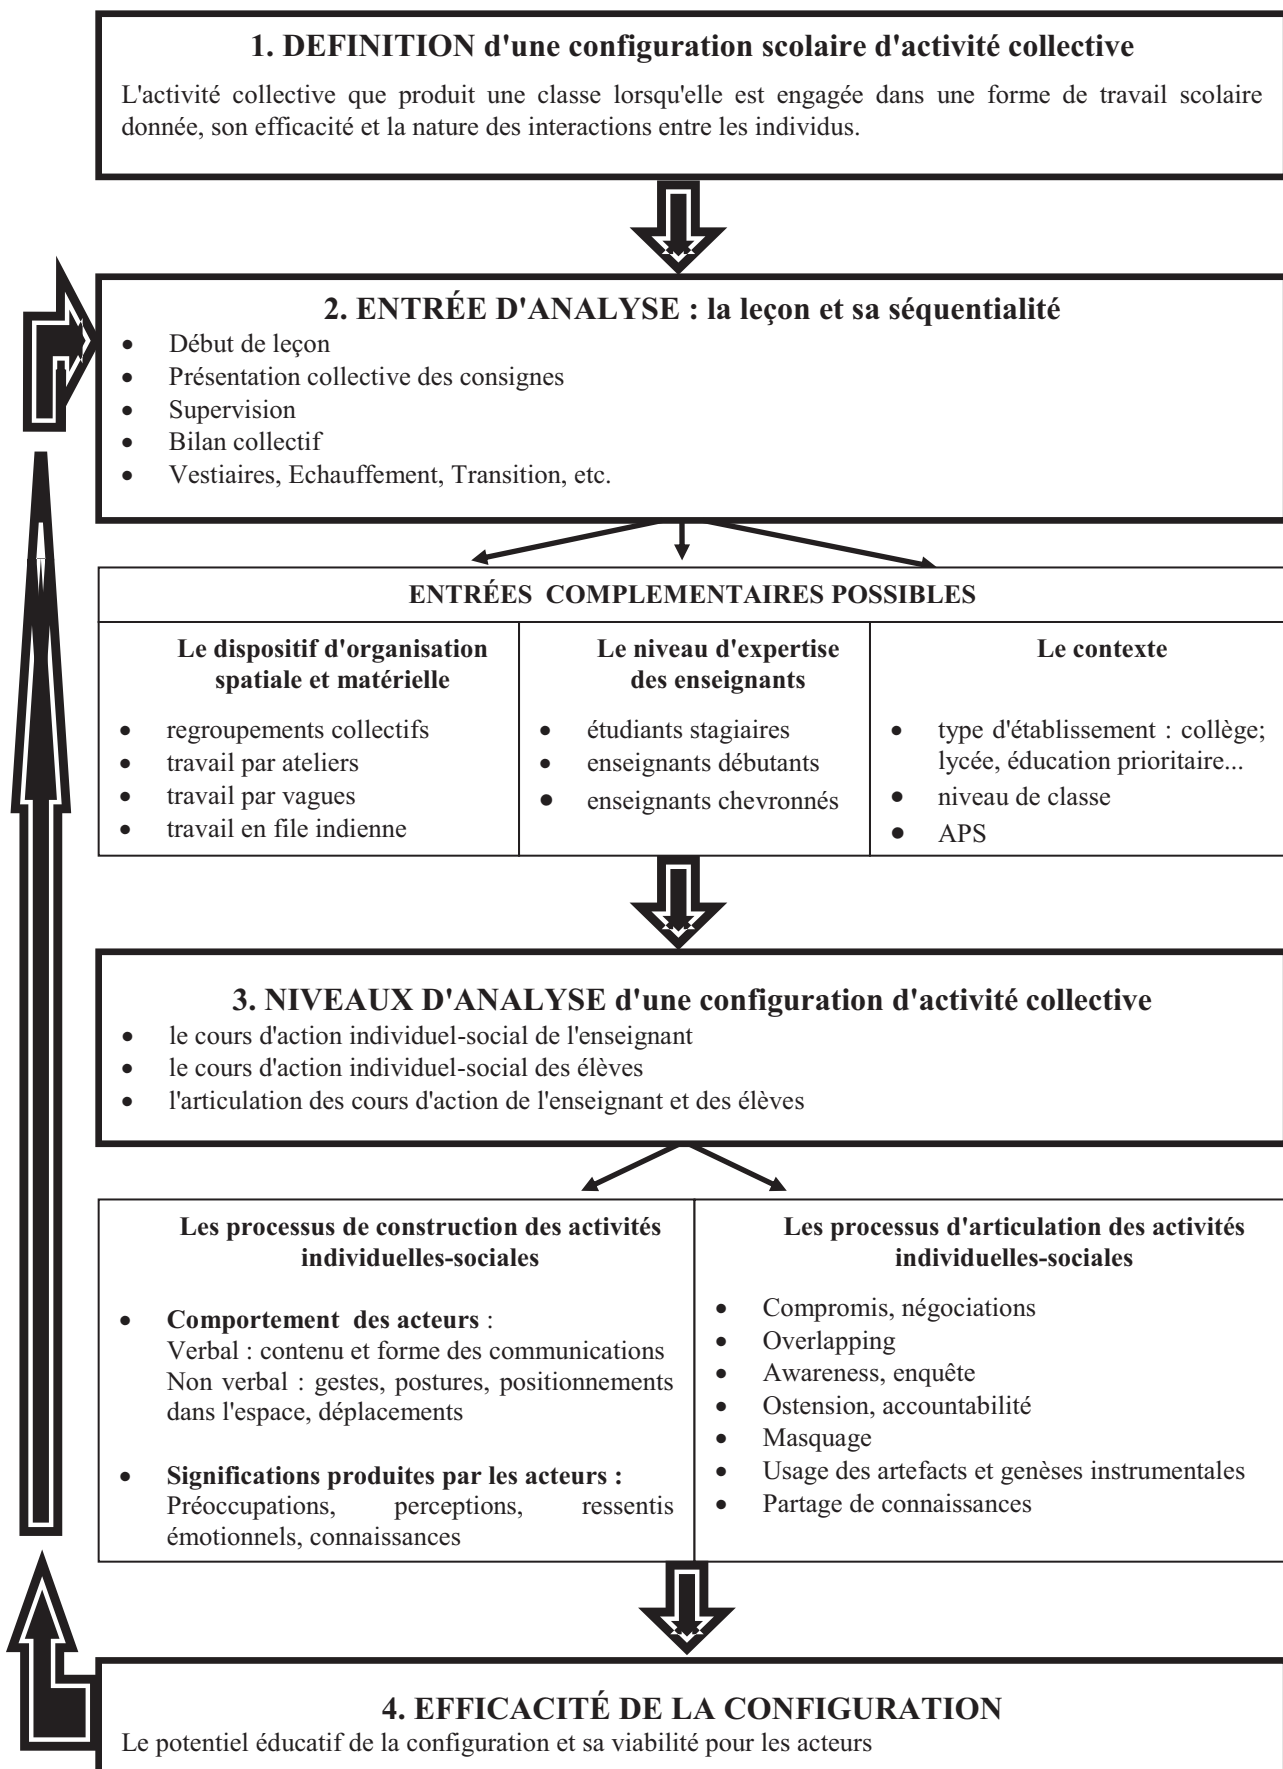 1. DEFINITION d'une configuration scolaire d'activité collective
L'activité collective que produit une classe lorsqu'elle est engagée dans une forme de travail scolaire
donnée, son efficacité et la nature des interactions entre les individus.
2. ENTRÉE D'ANALYSE : la leçon et sa séquentialité
• Début de leçon
• Présentation collective des consignes
• Supervision
• Bilan collectif
• Vestiaires, Echauffement, Transition, etc.
ENTRÉES COMPLEMENTAIRES POSSIBLES
Le dispositif d'organisation
spatiale et matérielle
• regroupements collectifs
• travail par ateliers
• travail par vagues
• travail en file indienne
Le niveau d'expertise
des enseignants
• étudiants stagiaires
• enseignants débutants
• enseignants chevronnés
Le contexte
• type d'établissement : collège;
lycée, éducation prioritaire...
• niveau de classe
• APS
3. NIVEAUX D'ANALYSE d'une configuration d'activité collective
• le cours d'action individuel-social de l'enseignant
• le cours d'action individuel-social des élèves
• l'articulation des cours d'action de l'enseignant et des élèves
Les processus de construction des activités
individuelles-sociales
• Comportement des acteurs :
Verbal : contenu et forme des communications
Non verbal : gestes, postures, positionnements
dans l'espace, déplacements
• Significations produites par les acteurs :
Préoccupations, perceptions, ressentis
émotionnels, connaissances
Les processus d'articulation des activités
individuelles-sociales
• Compromis, négociations
• Overlapping
• Awareness, enquête
• Ostension, accountabilité
• Masquage
• Usage des artefacts et genèses instrumentales
• Partage de connaissances
4. EFFICACITÉ DE LA CONFIGURATION
Le potentiel éducatif de la configuration et sa viabilité pour les acteurs